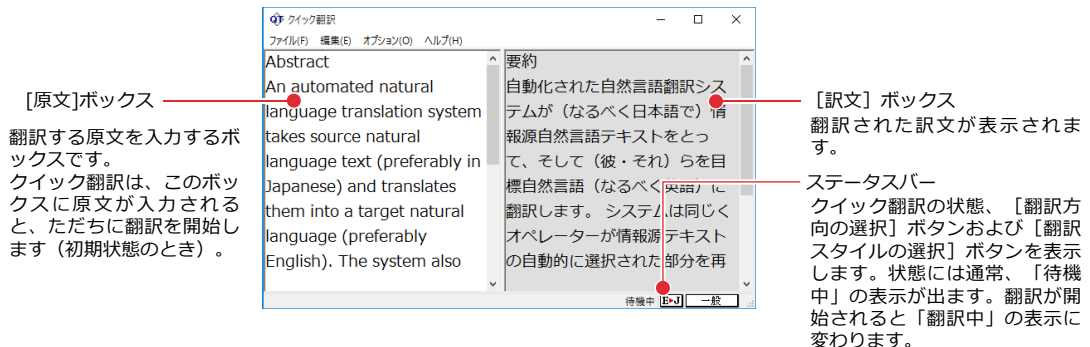 クイック翻訳
ファイル(F) 編集(E) オプション(O) ヘルプ(H)
Abstract
An automated natural
language translation system
takes source natural
language text (preferably in
Japanese) and translates
them into a target natural
language (preferably
English). The system also
要約
自動化された自然言語翻訳シス
テムが（なるべく日本語で）情
報源自然言語テキストをとっ
て、そして（彼・それ）らを目
標自然言語（なるべく英語）に
翻訳します。 システムは同じく
オペレーターが情報源テキスト
の自動的に選択された部分を再
待機中 E▸J 一般
[原文]ボックス
翻訳する原文を入力するボ
ックスです。
クイック翻訳は、このボッ
クスに原文が入力される
と、ただちに翻訳を開始し
ます（初期状態のとき）。
［訳文］ボックス
翻訳された訳文が表示されま
す。
ステータスバー
クイック翻訳の状態、［翻訳方
向の選択］ボタンおよび［翻訳
スタイルの選択］ボタンを表示
します。状態には通常、「待機
中」の表示が出ます。翻訳が開
始されると「翻訳中」の表示に
変わります。